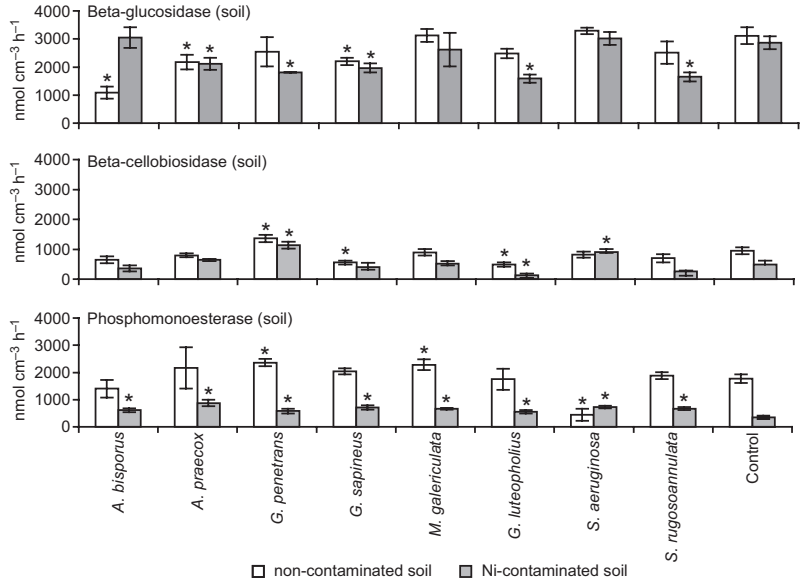 Beta-glucosidase (soil)
nmol cm⁻³ h⁻¹
4000
3000
2000
1000
0
* * * * * * * *
Beta-cellobiosidase (soil)
nmol cm⁻³ h⁻¹
4000
3000
2000
1000
0
* * * * * *
Phosphomonoesterase (soil)
nmol cm⁻³ h⁻¹
4000
3000
2000
1000
0
* * * * * * * * * * *
A. bisporus
A. praecox
G. penetrans
G. sapineus
M. galericulata
G. luteopholius
S. aeruginosa
S. rugosoannulata
Control
non-contaminated soil
Ni-contaminated soil